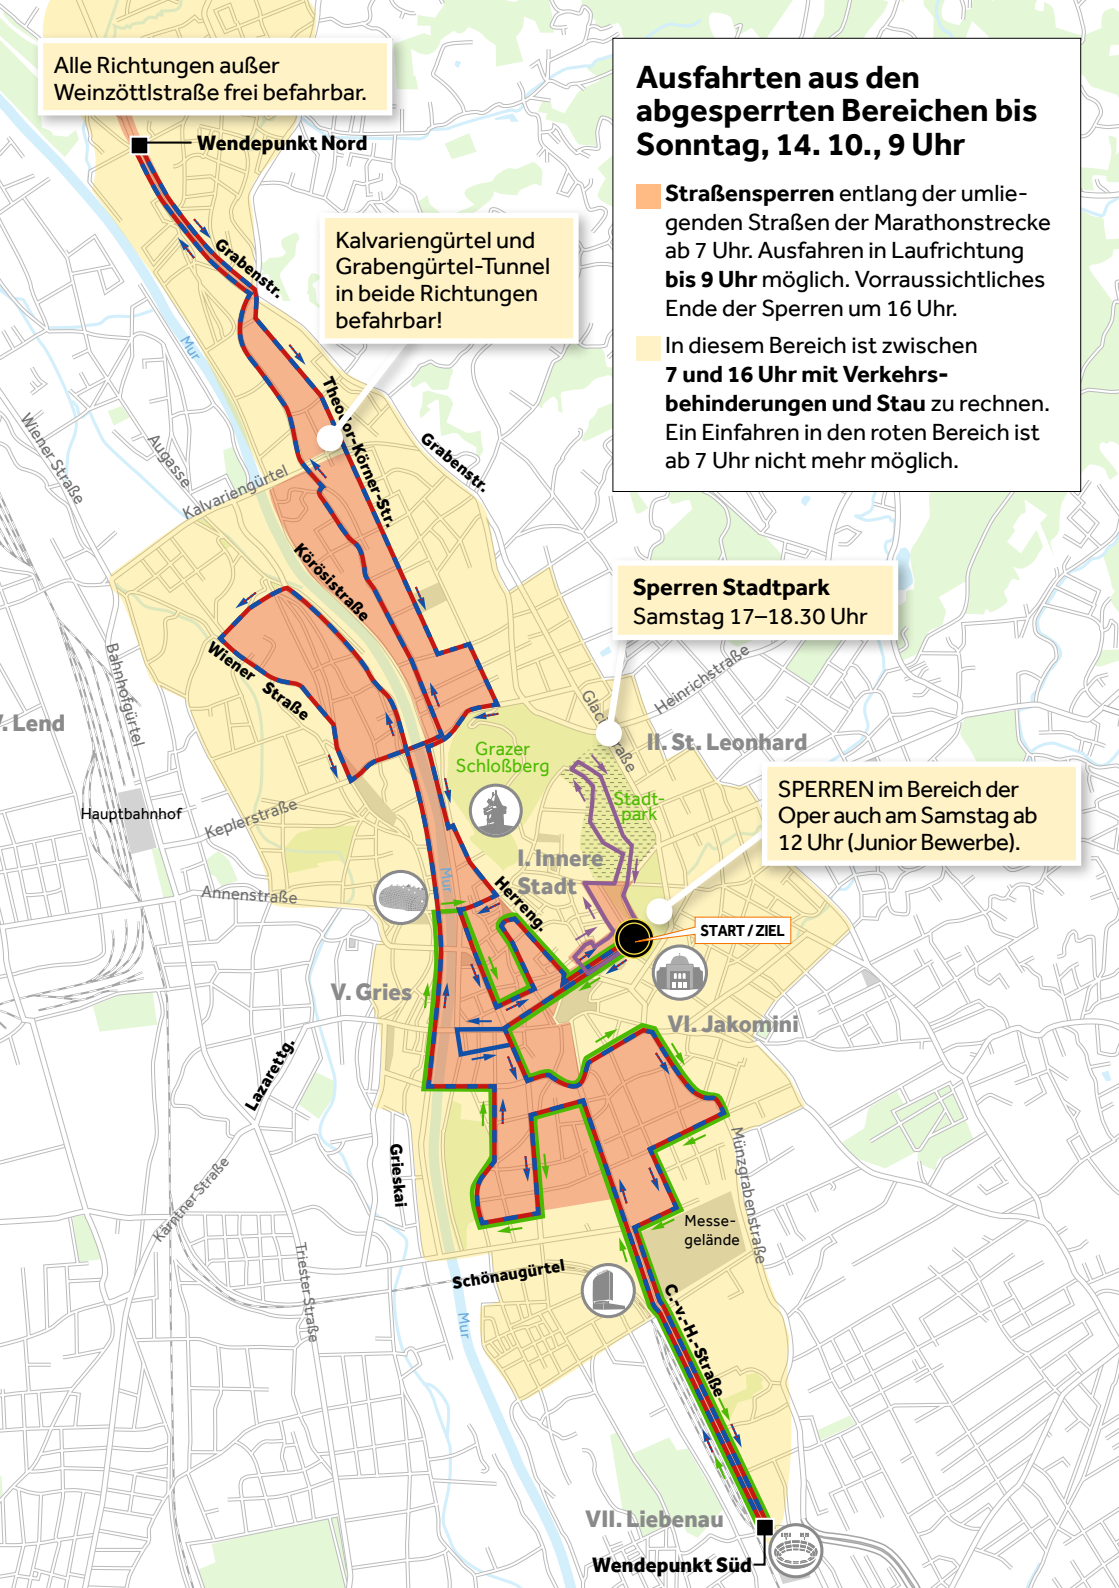 Alle Richtungen außer
Weinzöttlstraße frei befahrbar.
Wendepunkt Nord
Ausfahrten aus den
abgesperrten Bereichen bis
Sonntag, 14. 10., 9 Uhr
Straßensperren entlang der umlie-
genden Straßen der Marathonstrecke
ab 7 Uhr. Ausfahren in Laufrichtung
bis 9 Uhr möglich. Vorraussichtliches
Ende der Sperren um 16 Uhr.
In diesem Bereich ist zwischen
7 und 16 Uhr mit Verkehrs-
behinderungen und Stau zu rechnen.
Ein Einfahren in den roten Bereich ist
ab 7 Uhr nicht mehr möglich.
Grabenstr.
Kalvariengürtel und
Grabengürtel-Tunnel
in beide Richtungen
befahrbar!
Mur
Theodor-Körner-Str.
Wiener Straße
Augasse
Grabenstr.
Kalvariengürtel
Körösistraße
Sperren Stadtpark
Samstag 17–18.30 Uhr
Wiener Straße
Bahnhofgürtel
Heinrichstraße
Glacisstraße
. Lend
II. St. Leonhard
Grazer
Schloßberg
SPERREN im Bereich der
Oper auch am Samstag ab
12 Uhr (Junior Bewerbe).
Stadt-
park
Hauptbahnhof
Keplerstraße
I. Innere
Stadt
Mur
Annenstraße
Herreng.
START / ZIEL
V. Gries
VI. Jakomini
Lazarettg.
Grieskai
Münzgrabenstraße
Kärntner Straße
Messe-
gelände
Triester Straße
Schönaugürtel
Mur
C.-v.-H.-Straße
VII. Liebenau
Wendepunkt Süd